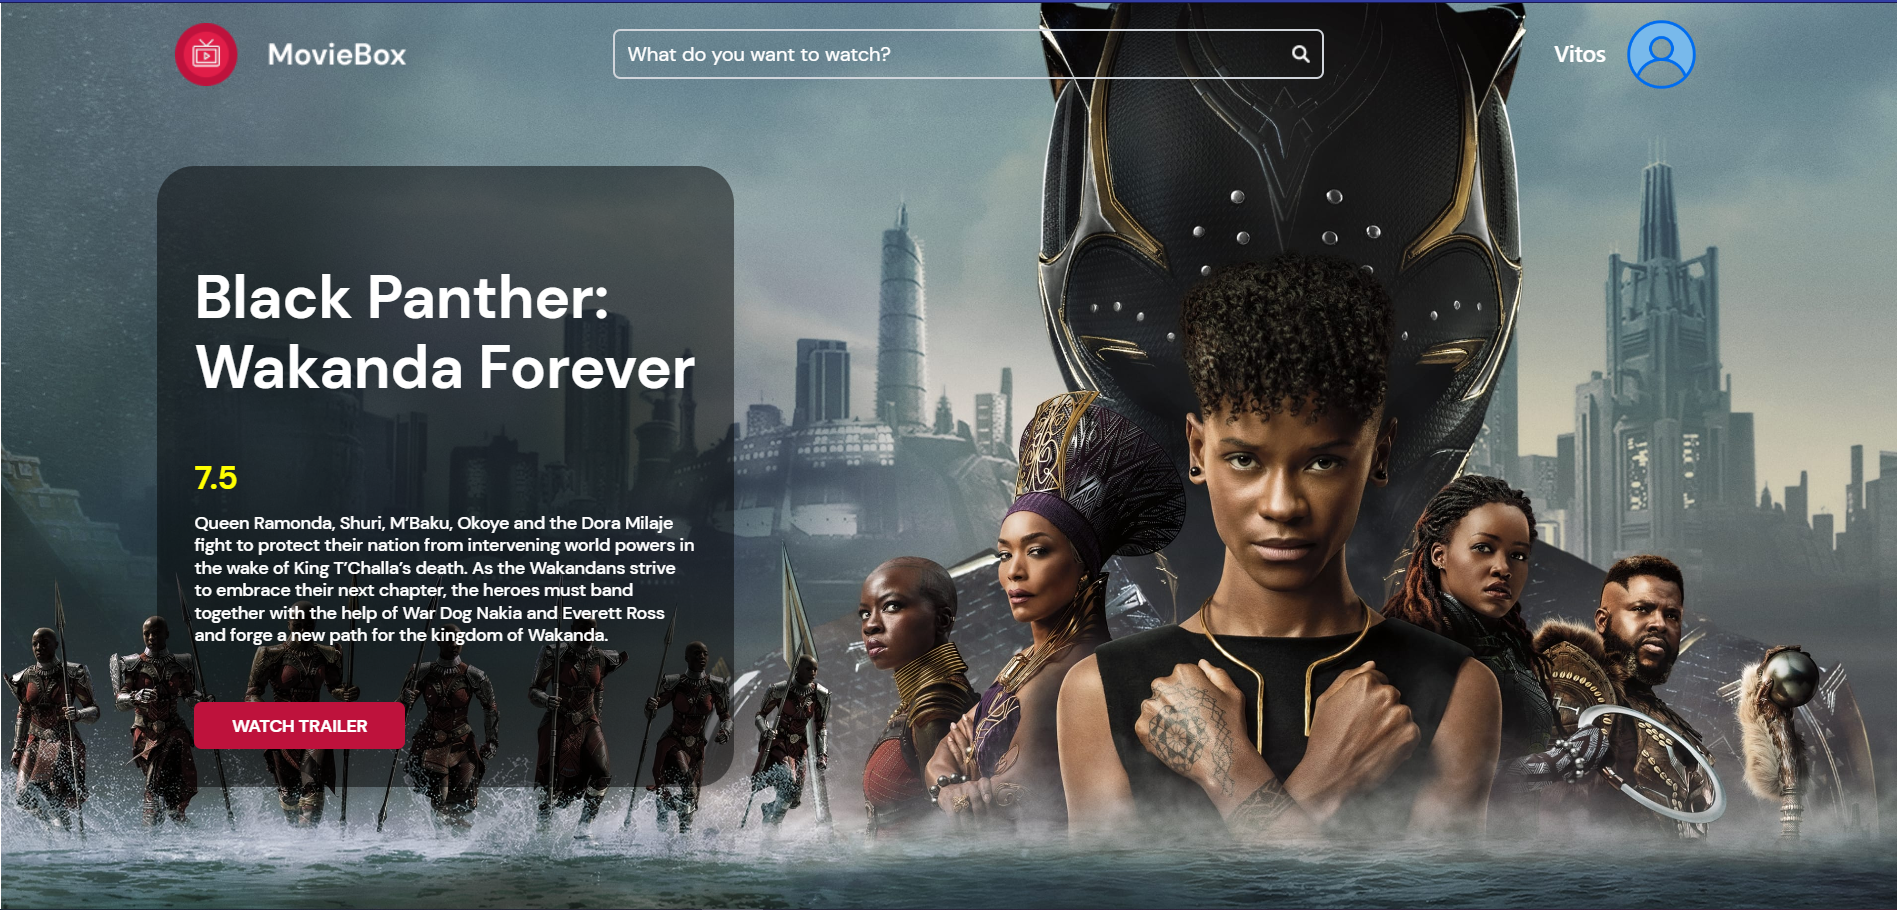 MovieBox
What do you want to watch?
Vitos
Black Panther:
Wakanda Forever
7.5
Queen Ramonda, Shuri, M’Baku, Okoye and the Dora Milaje
fight to protect their nation from intervening world powers in
the wake of King T’Challa’s death. As the Wakandans strive
to embrace their next chapter, the heroes must band
together with the help of War Dog Nakia and Everett Ross
and forge a new path for the kingdom of Wakanda.
WATCH TRAILER